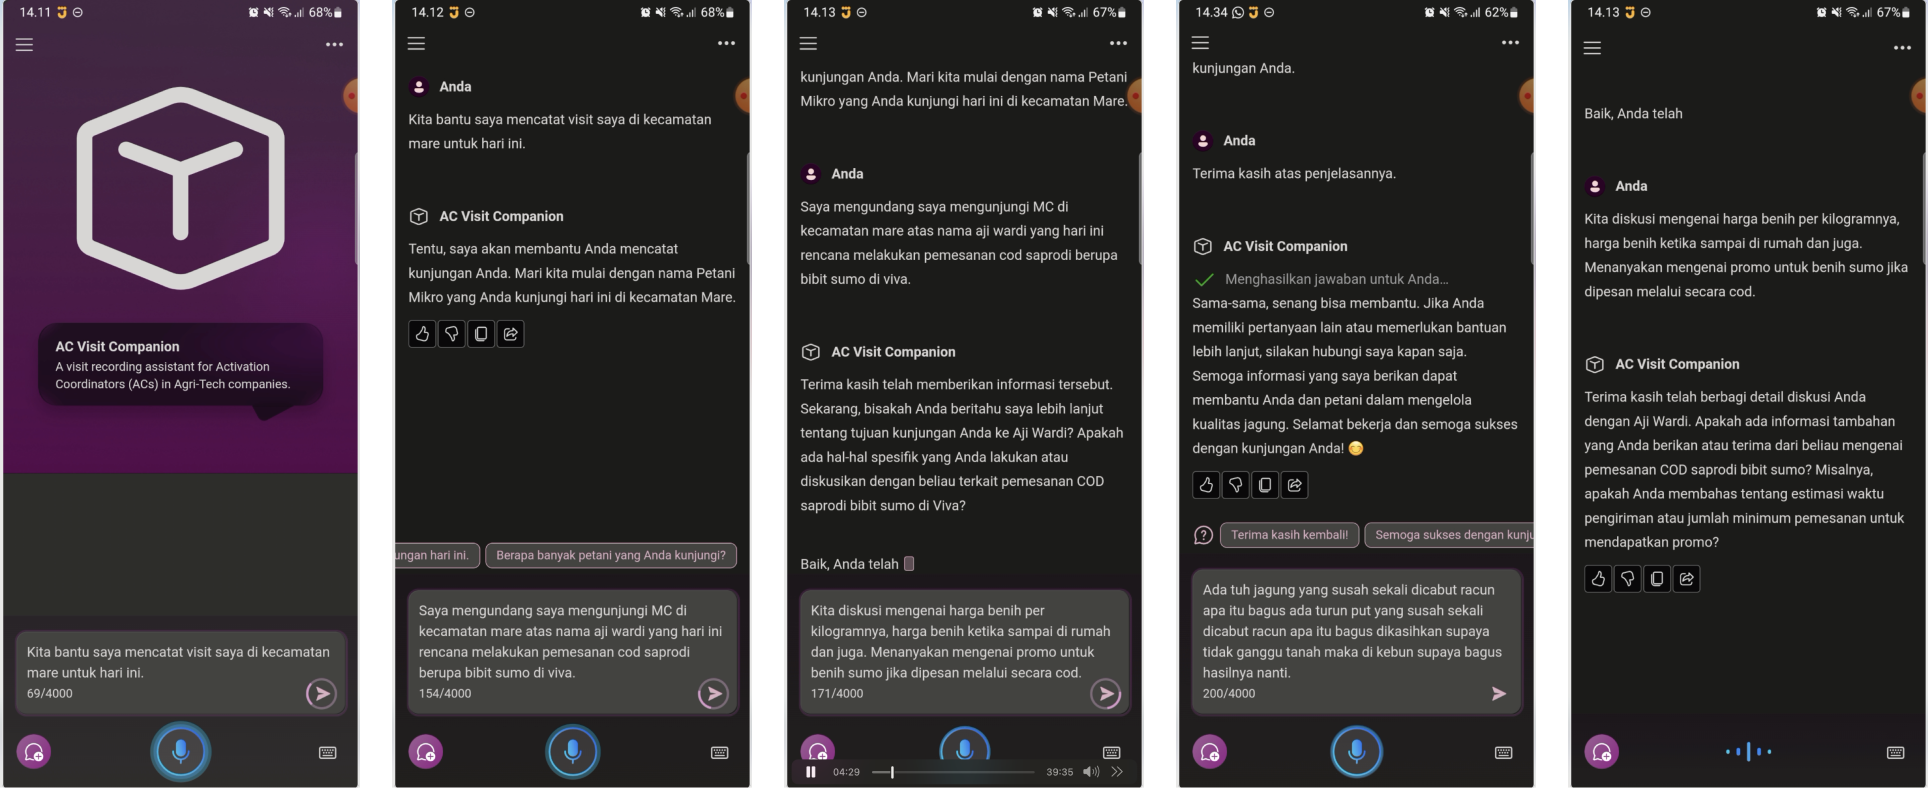 14.11
68%
AC Visit Companion
A visit recording assistant for Activation
Coordinators (ACs) in Agri-Tech companies.
Kita bantu saya mencatat visit saya di kecamatan
mare untuk hari ini.
69/4000
14.12
68%
Anda
Kita bantu saya mencatat visit saya di kecamatan
mare untuk hari ini.
AC Visit Companion
Tentu, saya akan membantu Anda mencatat
kunjungan Anda. Mari kita mulai dengan nama Petani
Mikro yang Anda kunjungi hari ini di kecamatan Mare.
ungan hari ini.
Berapa banyak petani yang Anda kunjungi?
Saya mengundang saya mengunjungi MC di
kecamatan mare atas nama aji wardi yang hari ini
rencana melakukan pemesanan cod saprodi
berupa bibit sumo di viva.
154/4000
14.13
67%
kunjungan Anda. Mari kita mulai dengan nama Petani
Mikro yang Anda kunjungi hari ini di kecamatan Mare.
Anda
Saya mengundang saya mengunjungi MC di
kecamatan mare atas nama aji wardi yang hari ini
rencana melakukan pemesanan cod saprodi berupa
bibit sumo di viva.
AC Visit Companion
Terima kasih telah memberikan informasi tersebut.
Sekarang, bisakah Anda beritahu saya lebih lanjut
tentang tujuan kunjungan Anda ke Aji Wardi? Apakah
ada hal-hal spesifik yang Anda lakukan atau
diskusikan dengan beliau terkait pemesanan COD
saprodi bibit sumo di Viva?
Baik, Anda telah
Kita diskusi mengenai harga benih per
kilogramnya, harga benih ketika sampai di rumah
dan juga. Menanyakan mengenai promo untuk
benih sumo jika dipesan melalui secara cod.
171/4000
04:29
39:35
14.34
62%
kunjungan Anda.
Anda
Terima kasih atas penjelasannya.
AC Visit Companion
Menghasilkan jawaban untuk Anda...
Sama-sama, senang bisa membantu. Jika Anda
memiliki pertanyaan lain atau memerlukan bantuan
lebih lanjut, silakan hubungi saya kapan saja.
Semoga informasi yang saya berikan dapat
membantu Anda dan petani dalam mengelola
kualitas jagung. Selamat bekerja dan semoga sukses
dengan kunjungan Anda! 😊
Terima kasih kembali!
Semoga sukses dengan kunju
Ada tuh jagung yang susah sekali dicabut racun
apa itu bagus ada turun put yang susah sekali
dicabut racun apa itu bagus dikasihkan supaya
tidak ganggu tanah maka di kebun supaya bagus
hasilnya nanti.
200/4000
14.13
67%
Baik, Anda telah
Anda
Kita diskusi mengenai harga benih per kilogramnya,
harga benih ketika sampai di rumah dan juga.
Menanyakan mengenai promo untuk benih sumo jika
dipesan melalui secara cod.
AC Visit Companion
Terima kasih telah berbagi detail diskusi Anda
dengan Aji Wardi. Apakah ada informasi tambahan
yang Anda berikan atau terima dari beliau mengenai
pemesanan COD saprodi bibit sumo? Misalnya,
apakah Anda membahas tentang estimasi waktu
pengiriman atau jumlah minimum pemesanan untuk
mendapatkan promo?